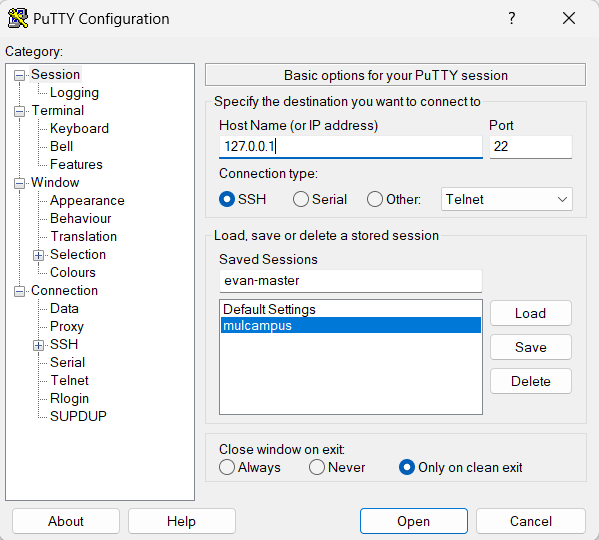 PuTTY Configuration
?
Category:
Session
Logging
Terminal
Keyboard
Bell
Features
Window
Appearance
Behaviour
Translation
Selection
Colours
Connection
Data
Proxy
SSH
Serial
Telnet
Rlogin
SUPDUP
Basic options for your PuTTY session
Specify the destination you want to connect to
Host Name (or IP address) Port
127.0.0.1 22
Connection type:
SSH Serial Other: Telnet
Load, save or delete a stored session
Saved Sessions
evan-master
Default Settings
mulcampus
Load
Save
Delete
Close window on exit:
Always Never Only on clean exit
About Help Open Cancel